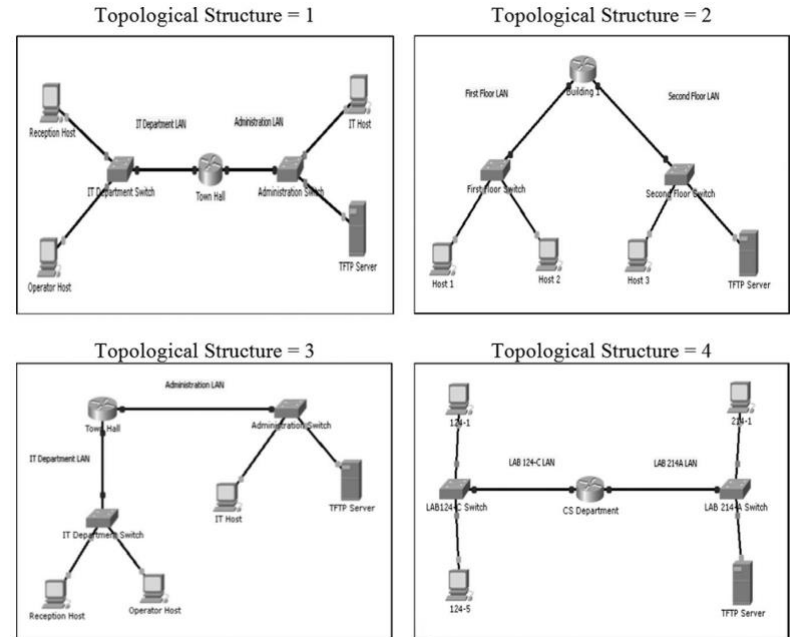 Topological Structure = 1
Topological Structure = 2
Reception Host
IT Department LAN
Administration LAN
IT Host
IT Department Switch
Town Hall
Administration Switch
Operator Host
TFTP Server
First Floor LAN
Building 1
Second Floor LAN
First Floor Switch
Second Floor Switch
Host 1
Host 2
Host 3
TFTP Server
Topological Structure = 3
Topological Structure = 4
Administration LAN
Town Hall
Administration Switch
IT Department LAN
IT Host
TFTP Server
IT Department Switch
Reception Host
Operator Host
124-1
214-1
LAB 124-C LAN
LAB 214A LAN
LAB124-C Switch
CS Department
LAB 214-A Switch
124-5
TFTP Server